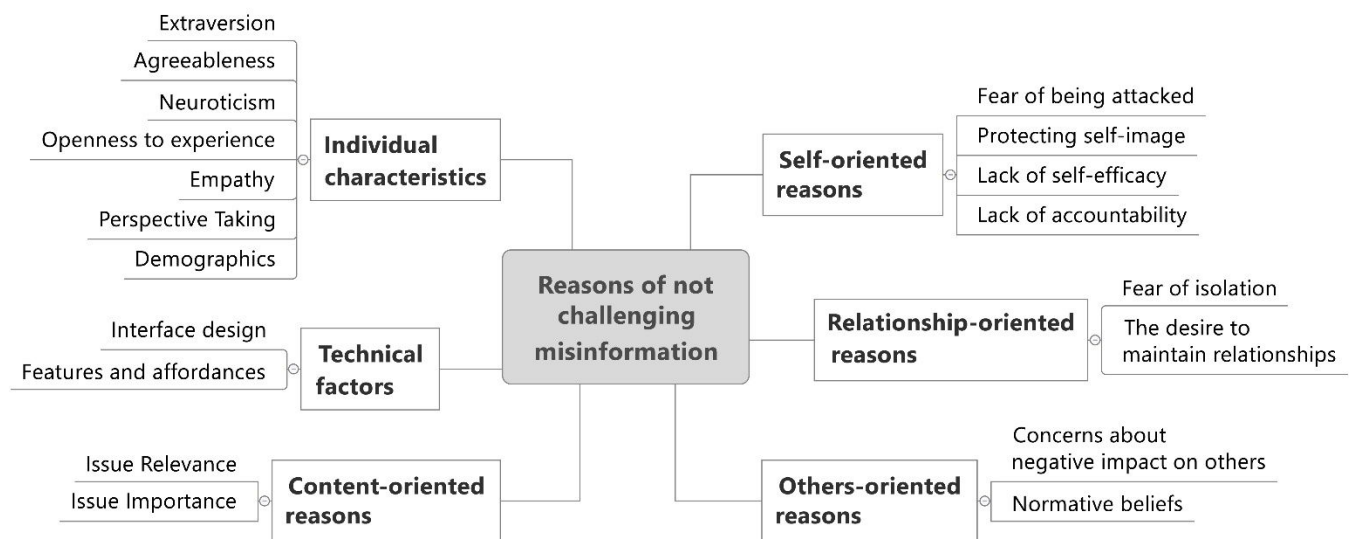 Extraversion
Agreeableness
Neuroticism
Openness to experience
Empathy
Perspective Taking
Demographics
Individual
characteristics
Interface design
Features and affordances
Technical
factors
Issue Relevance
Issue Importance
Content-oriented
reasons
Reasons of not
challenging
misinformation
Self-oriented
reasons
Fear of being attacked
Protecting self-image
Lack of self-efficacy
Lack of accountability
Relationship-oriented
reasons
Fear of isolation
The desire to
maintain relationships
Others-oriented
reasons
Concerns about
negative impact on others
Normative beliefs